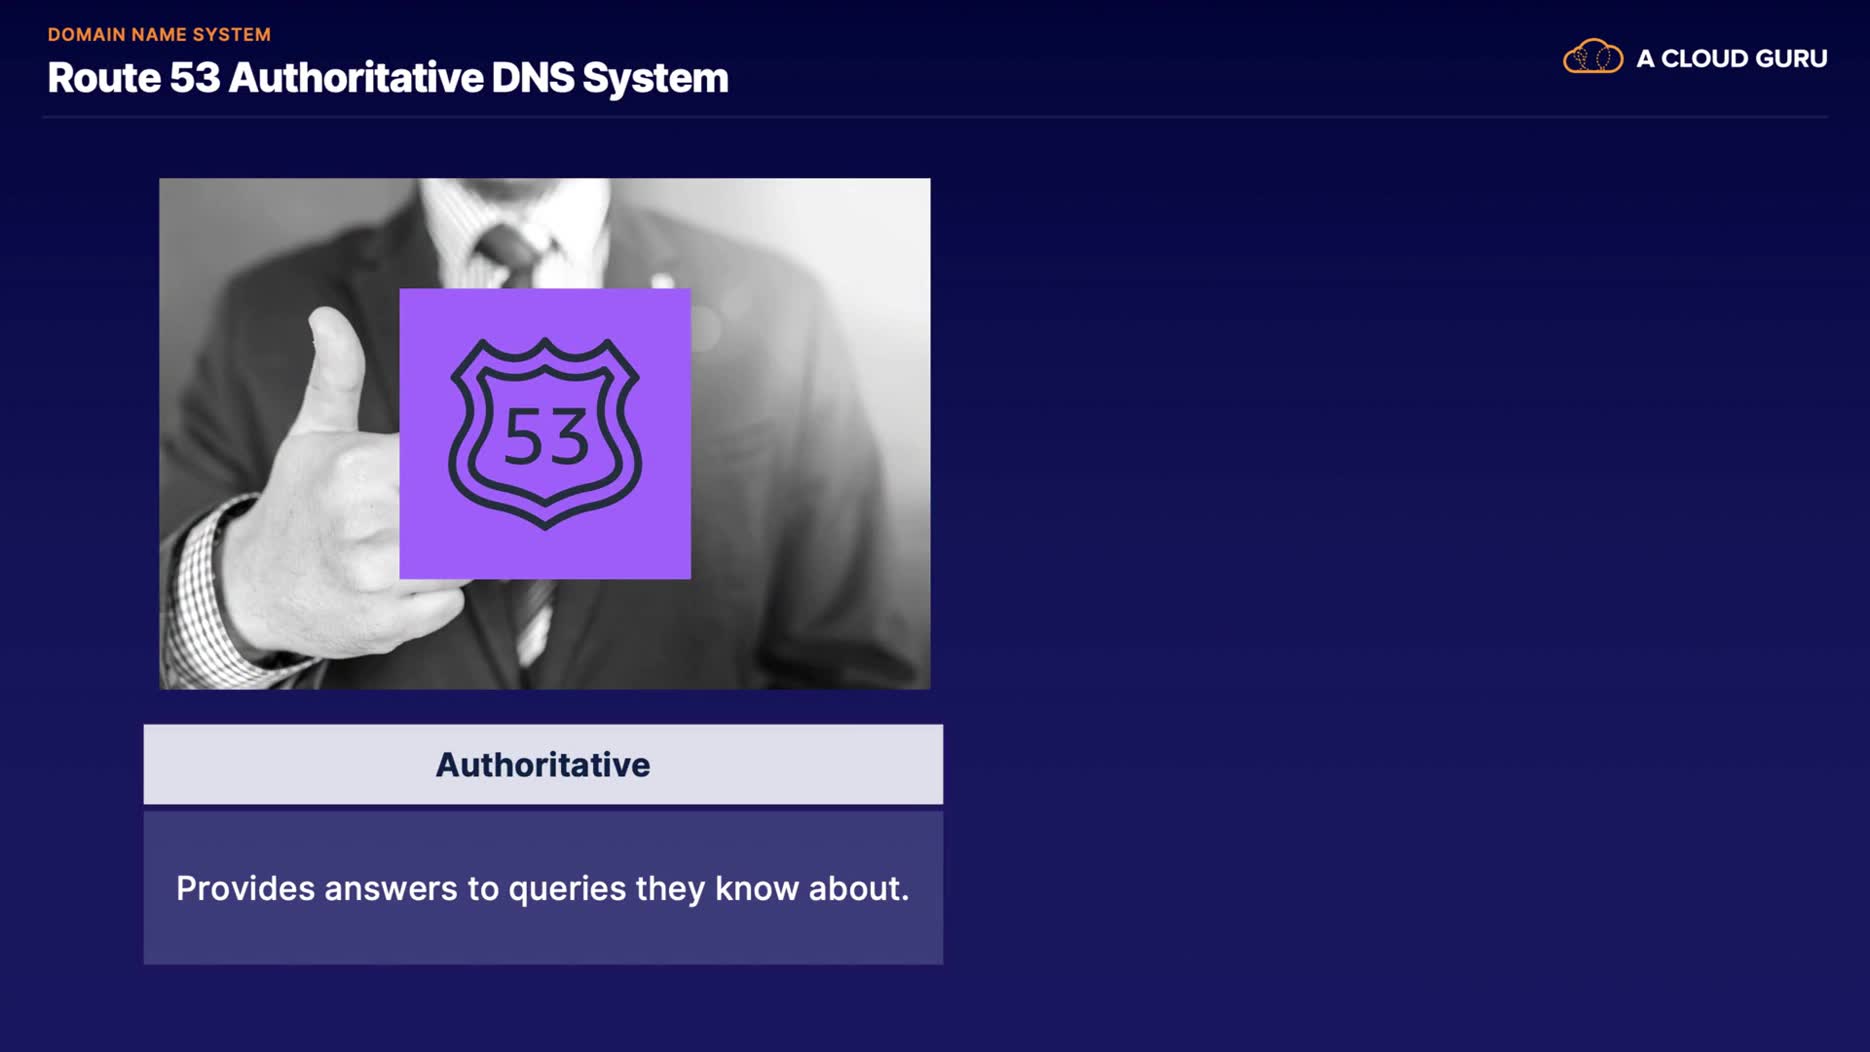 DOMAIN NAME SYSTEM
Route 53 Authoritative DNS System
A CLOUD GURU
53
Authoritative
Provides answers to queries they know about.